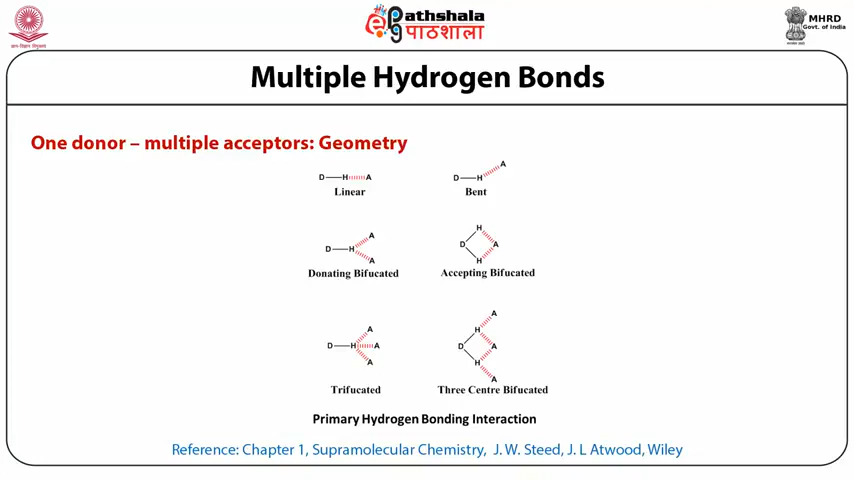 Pathshala
पाठशाला
MHRD
Govt. of India
Multiple Hydrogen Bonds
One donor – multiple acceptors: Geometry
D H A
Linear
D H A
Bent
D H A A
Donating Bifucated
D H H A
Accepting Bifucated
D H A A A
Trifucated
D H H A A A
Three Centre Bifucated
Primary Hydrogen Bonding Interaction
Reference: Chapter 1, Supramolecular Chemistry, J. W. Steed, J. L Atwood, Wiley